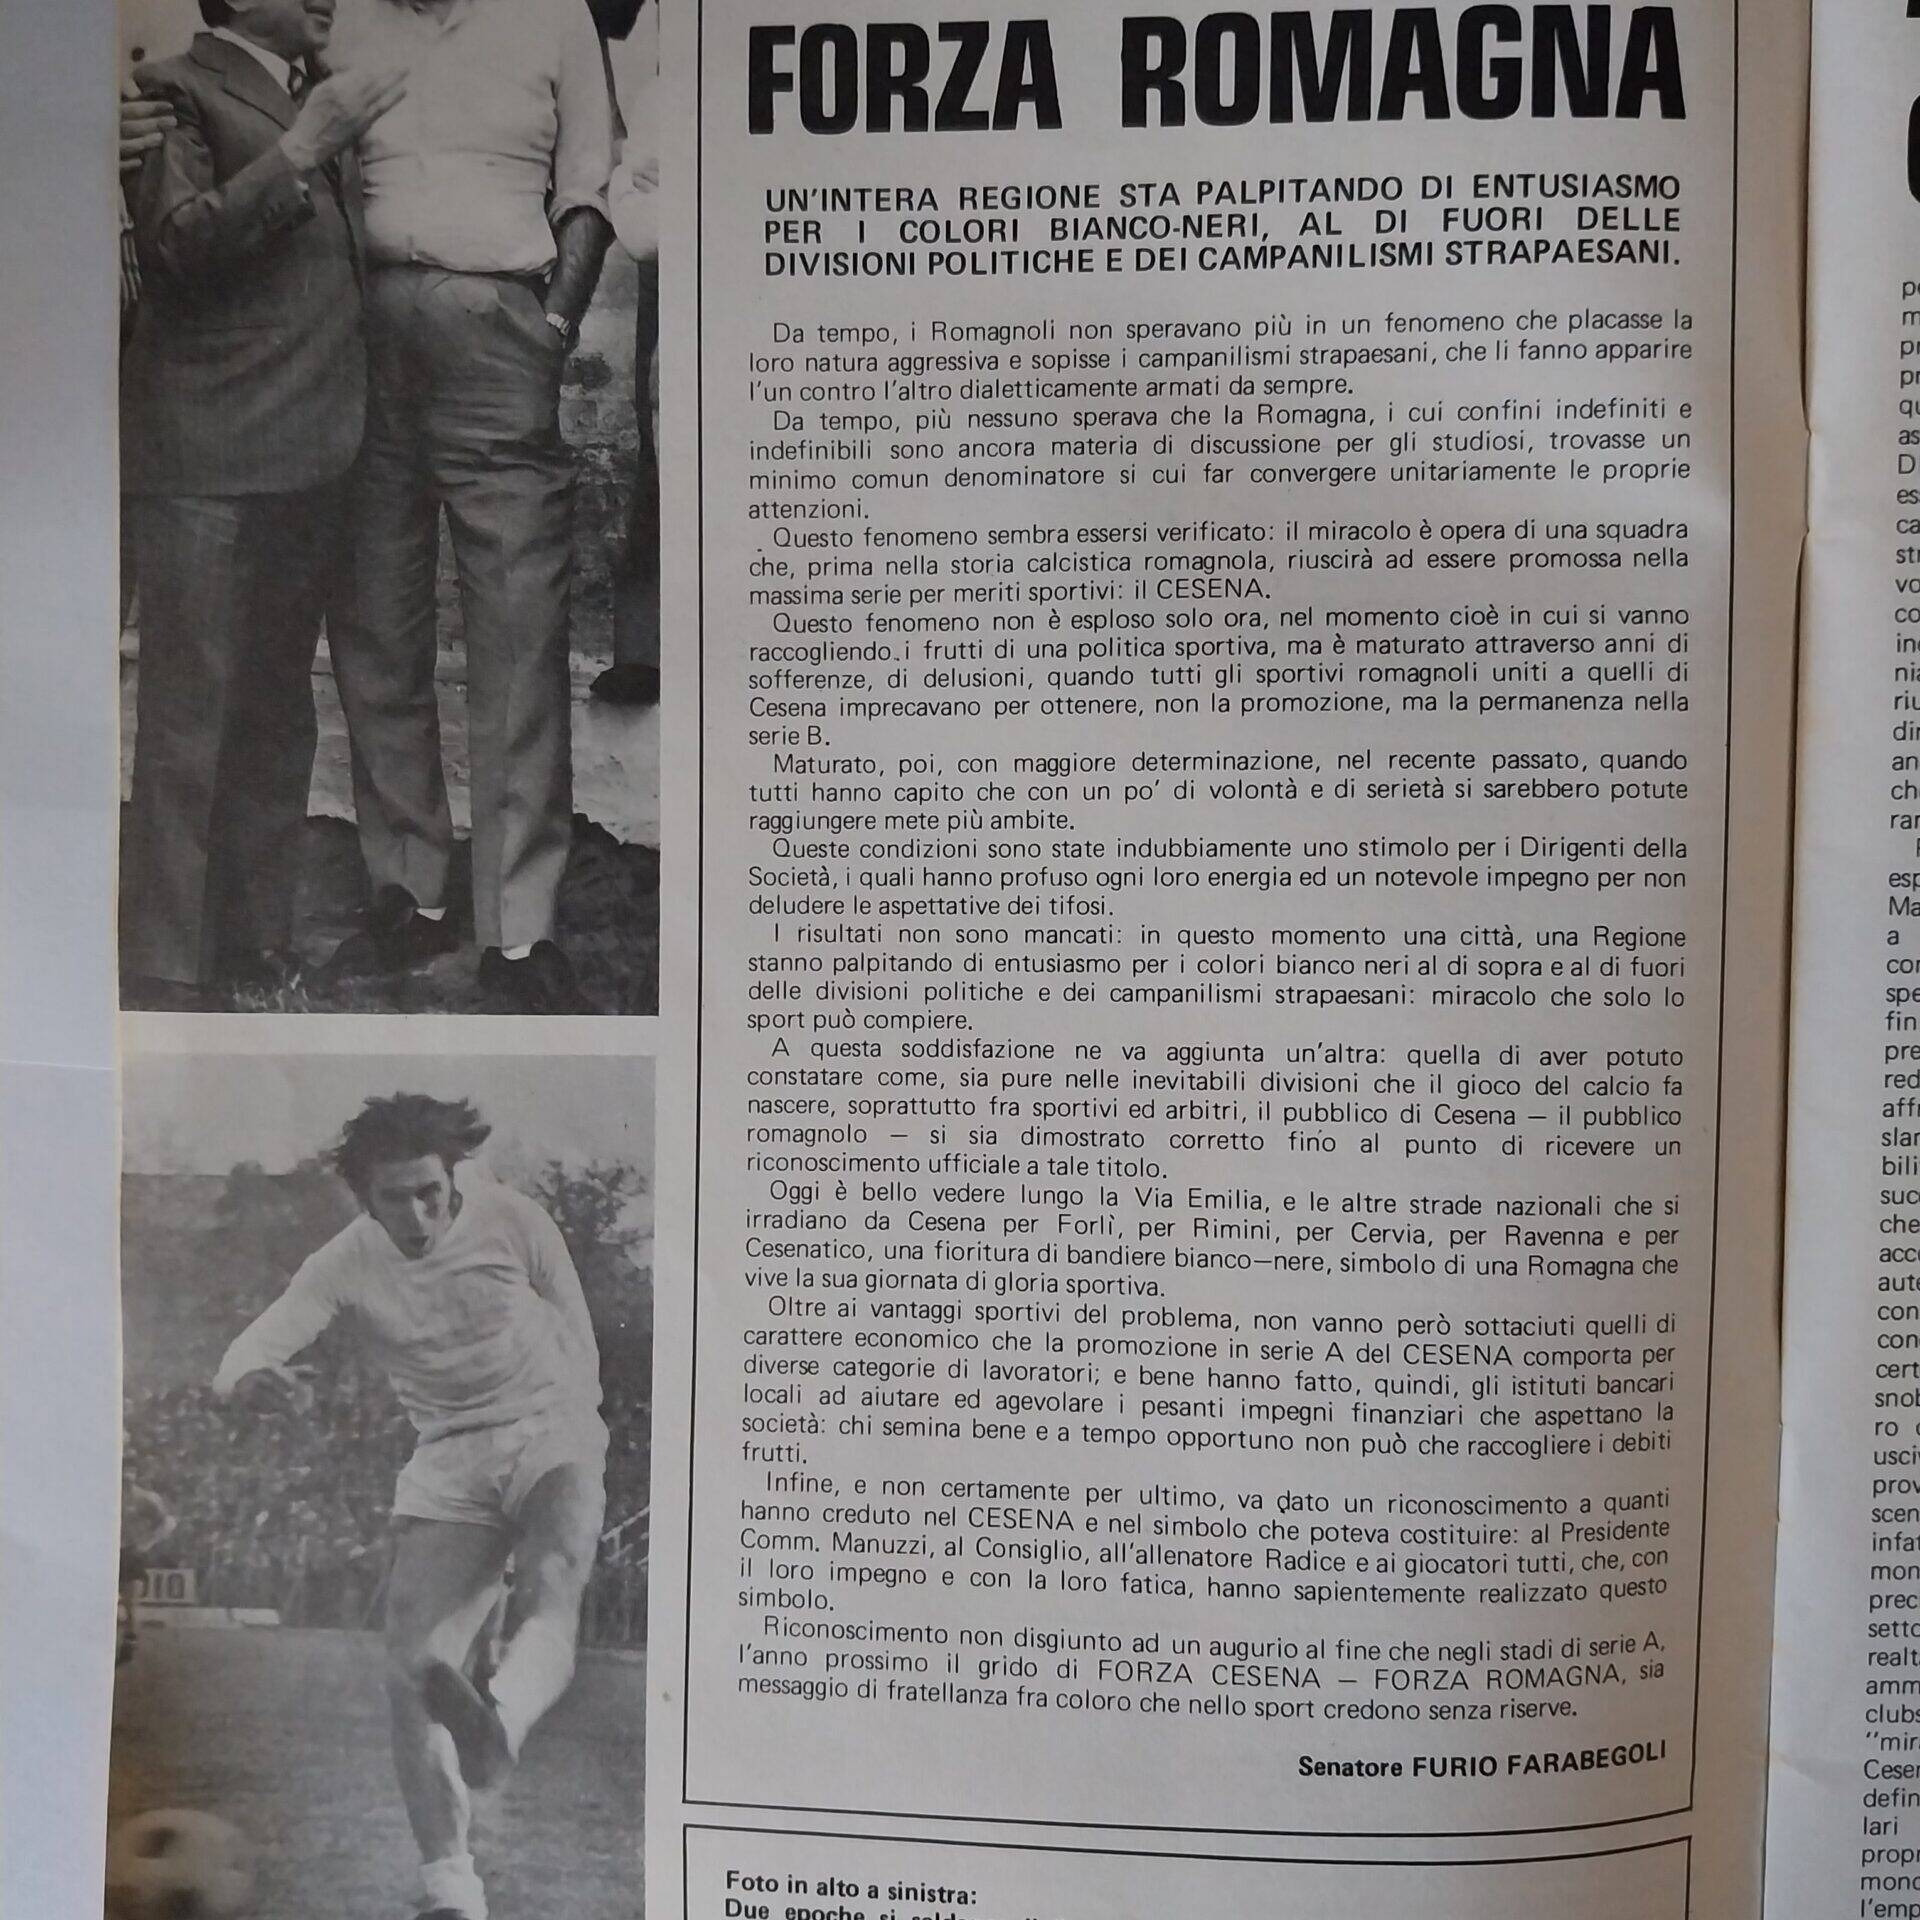 FORZA ROMAGNA
UN'INTERA REGIONE STA PALPITANDO DI ENTUSIASMO
PER I COLORI BIANCO-NERI, AL DI FUORI DELLE
DIVISIONI POLITICHE E DEI CAMPANILISMI STRAPAESANI.
Da tempo, i Romagnoli non speravano più in un fenomeno che placasse la
loro natura aggressiva e sopisse i campanilismi strapaesani, che li fanno apparire
l'un contro l'altro dialetticamente armati da sempre.
Da tempo, più nessuno sperava che la Romagna, i cui confini indefiniti e
indefinibili sono ancora materia di discussione per gli studiosi, trovasse un
minimo comun denominatore si cui far convergere unitariamente le proprie
attenzioni.
Questo fenomeno sembra essersi verificato: il miracolo è opera di una squadra
che, prima nella storia calcistica romagnola, riuscirà ad essere promossa nella
massima serie per meriti sportivi: il CESENA.
Questo fenomeno non è esploso solo ora, nel momento cioè in cui si vanno
raccogliendo i frutti di una politica sportiva, ma è maturato attraverso anni di
sofferenze, di delusioni, quando tutti gli sportivi romagnoli uniti a quelli di
Cesena imprecavano per ottenere, non la promozione, ma la permanenza nella
serie B.
Maturato, poi, con maggiore determinazione, nel recente passato, quando
tutti hanno capito che con un po' di volontà e di serietà si sarebbero potute
raggiungere mete più ambite.
Queste condizioni sono state indubbiamente uno stimolo per i Dirigenti della
Società, i quali hanno profuso ogni loro energia ed un notevole impegno per non
deludere le aspettative dei tifosi.
I risultati non sono mancati: in questo momento una città, una Regione
stanno palpitando di entusiasmo per i colori bianco neri al di sopra e al di fuori
delle divisioni politiche e dei campanilismi strapaesani: miracolo che solo lo
sport può compiere.
A questa soddisfazione ne va aggiunta un'altra: quella di aver potuto
constatare come, sia pure nelle inevitabili divisioni che il gioco del calcio fa
nascere, soprattutto fra sportivi ed arbitri, il pubblico di Cesena — il pubblico
romagnolo — si sia dimostrato corretto fino al punto di ricevere un
riconoscimento ufficiale a tale titolo.
Oggi è bello vedere lungo la Via Emilia, e le altre strade nazionali che si
irradiano da Cesena per Forlì, per Rimini, per Cervia, per Ravenna e per
Cesenatico, una fioritura di bandiere bianco—nere, simbolo di una Romagna che
vive la sua giornata di gloria sportiva.
Oltre ai vantaggi sportivi del problema, non vanno però sottaciuti quelli di
carattere economico che la promozione in serie A del CESENA comporta per
diverse categorie di lavoratori; e bene hanno fatto, quindi, gli istituti bancari
locali ad aiutare ed agevolare i pesanti impegni finanziari che aspettano la
società: chi semina bene e a tempo opportuno non può che raccogliere i debiti
frutti.
Infine, e non certamente per ultimo, va dato un riconoscimento a quanti
hanno creduto nel CESENA e nel simbolo che poteva costituire: al Presidente
Comm. Manuzzi, al Consiglio, all'allenatore Radice e ai giocatori tutti, che, con
il loro impegno e con la loro fatica, hanno sapientemente realizzato questo
simbolo.
Riconoscimento non disgiunto ad un augurio al fine che negli stadi di serie A,
l'anno prossimo il grido di FORZA CESENA — FORZA ROMAGNA, sia
messaggio di fratellanza fra coloro che nello sport credono senza riserve.
Senatore FURIO FARABEGOLI
Foto in alto a sinistra:
Due epoche si